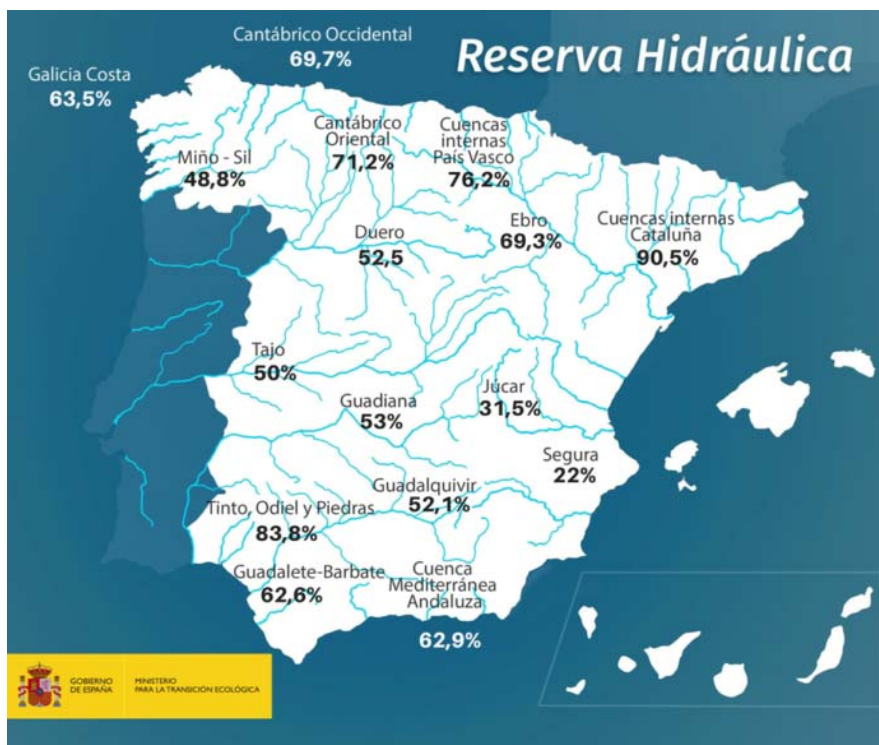 Reserva Hidráulica
Cantábrico Occidental
69,7%
Galicia Costa
63,5%
Cantábrico
Oriental
71,2%
Cuencas
internas
País Vasco
76,2%
Miño - Sil
48,8%
Duero
52,5
Ebro
69,3%
Cuencas internas
Cataluña
90,5%
Tajo
50%
Guadiana
53%
Júcar
31,5%
Segura
22%
Guadalquivir
52,1%
Tinto, Odiel y Piedras
83,8%
Guadalete-Barbate
62,6%
Cuenca
Mediterránea
Andaluza
62,9%
GOBIERNO
DE ESPAÑA
MINISTERIO
PARA LA TRANSICIÓN ECOLÓGICA